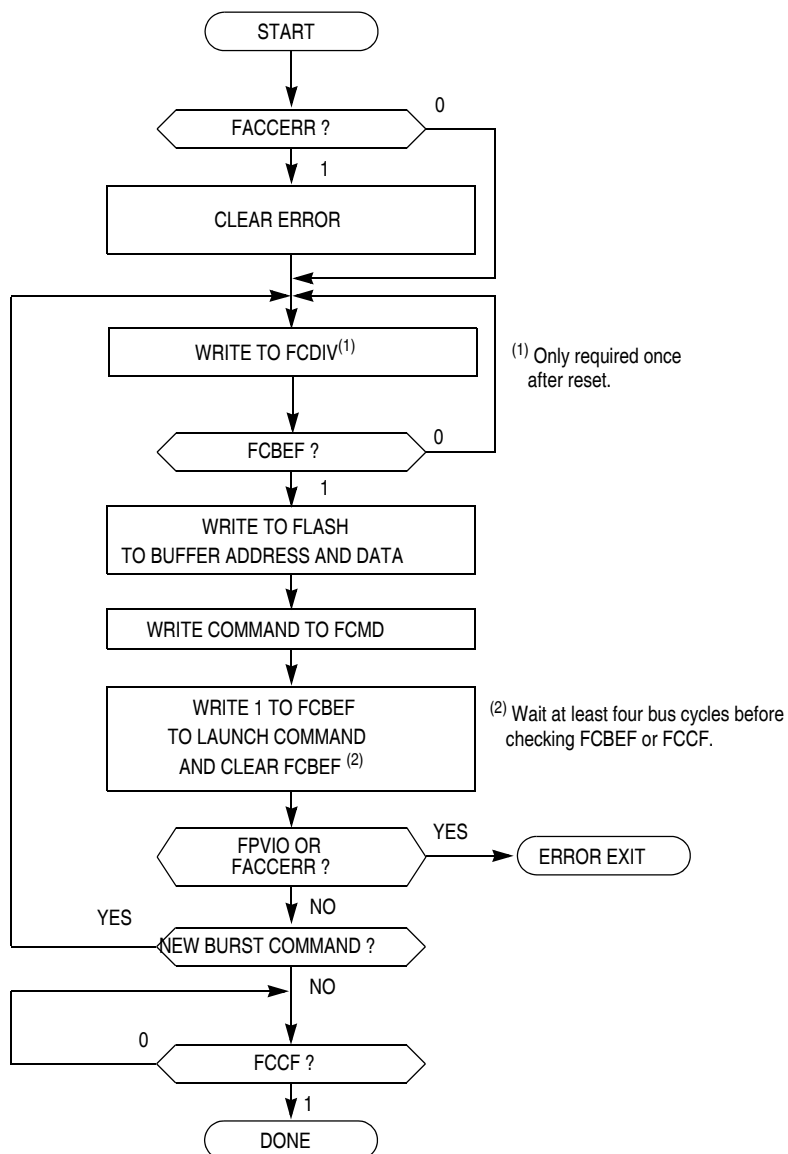 START
0
FACCERR ?
1
CLEAR ERROR
WRITE TO FCDIV(1)
(1) Only required once
after reset.
0
FCBEF ?
1
WRITE TO FLASH
TO BUFFER ADDRESS AND DATA
WRITE COMMAND TO FCMD
WRITE 1 TO FCBEF
TO LAUNCH COMMAND
AND CLEAR FCBEF (2)
(2) Wait at least four bus cycles before
checking FCBEF or FCCF.
FPVIO OR
FACCERR ?
YES
ERROR EXIT
NO
YES
NEW BURST COMMAND ?
NO
0
FCCF ?
1
DONE